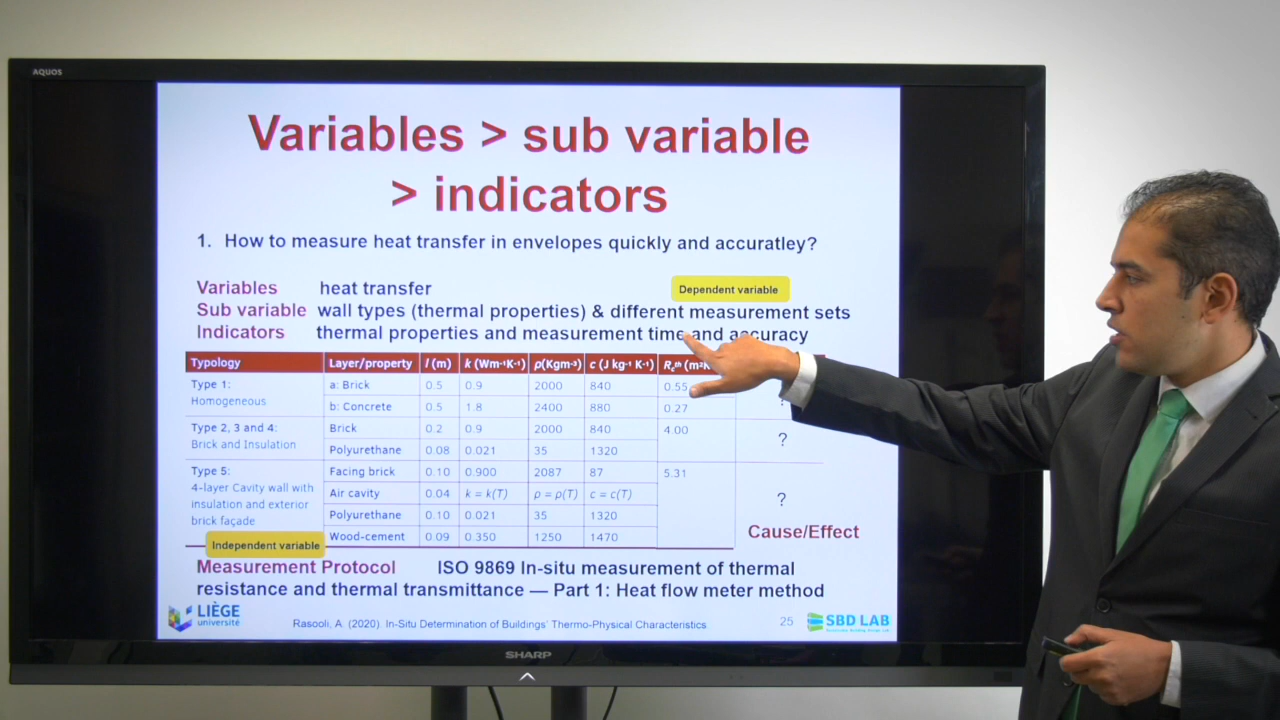 AQUOS
Variables > sub variable
> indicators
1. How to measure heat transfer in envelopes quickly and accuratley?
Variables heat transfer
Dependent variable
Sub variable wall types (thermal properties) & different measurement sets
Indicators thermal properties and measurement time and accuracy
Typology Layer/property l (m) k (Wm⁻¹K⁻¹) ρ(Kgm⁻³) c (J kg⁻¹ K⁻¹) R꜀ᵗʰ (m²K
Type 1: a: Brick 0.5 0.9 2000 840 0.55
Homogeneous ?
b: Concrete 0.5 1.8 2400 880 0.27
Type 2, 3 and 4: Brick 0.2 0.9 2000 840 4.00
Brick and Insulation ?
Polyurethane 0.08 0.021 35 1320
Type 5: Facing brick 0.10 0.900 2087 87 5.31
4-layer Cavity wall with Air cavity 0.04 k = k(T) ρ = ρ(T) c = c(T) ?
insulation and exterior Polyurethane 0.10 0.021 35 1320
brick façade
Wood-cement 0.09 0.350 1250 1470 Cause/Effect
Independent variable
Measurement Protocol ISO 9869 In-situ measurement of thermal
resistance and thermal transmittance — Part 1: Heat flow meter method
LIÈGE
université
Rasooli, A. (2020). In-Situ Determination of Buildings' Thermo-Physical Characteristics
25
SBD LAB
SHARP